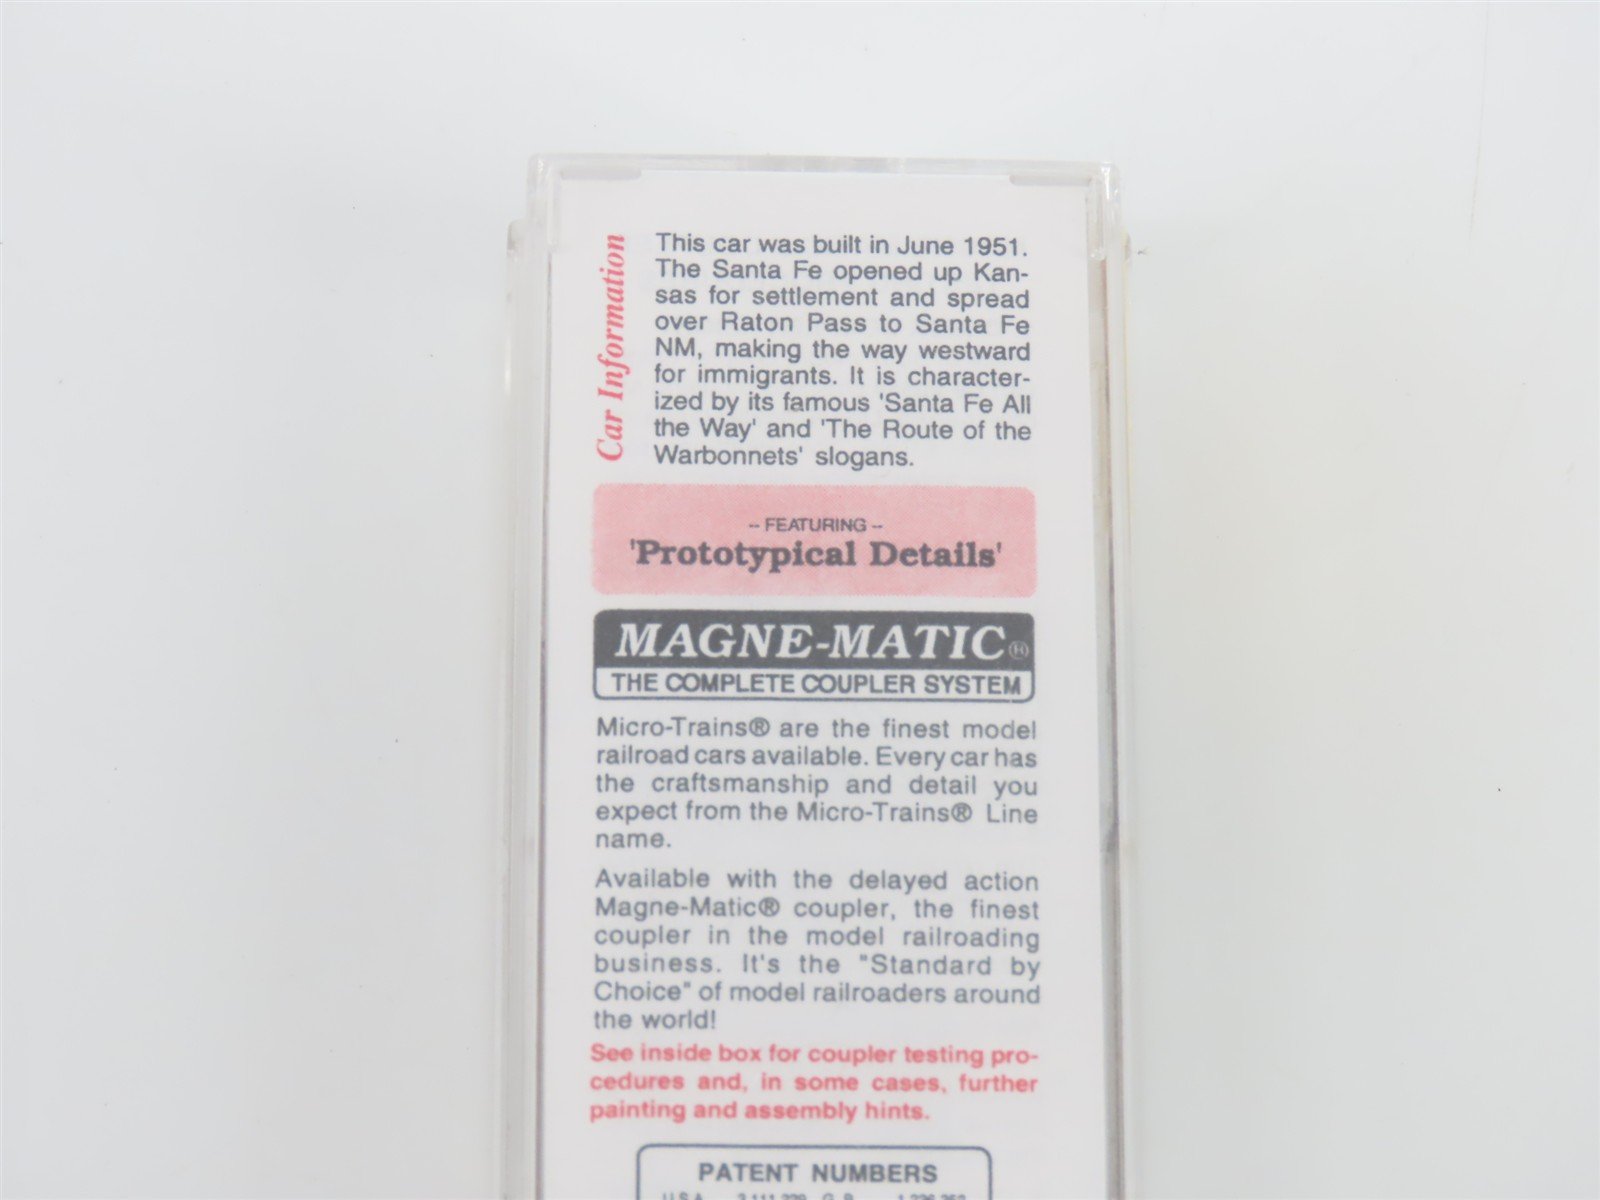 Car Information
This car was built in June 1951.
The Santa Fe opened up Kan-
sas for settlement and spread
over Raton Pass to Santa Fe
NM, making the way westward
for immigrants. It is character-
ized by its famous 'Santa Fe All
the Way' and 'The Route of the
Warbonnets' slogans.
-- FEATURING --
'Prototypical Details'
MAGNE-MATIC®
THE COMPLETE COUPLER SYSTEM
Micro-Trains® are the finest model
railroad cars available. Every car has
the craftsmanship and detail you
expect from the Micro-Trains® Line
name.
Available with the delayed action
Magne-Matic® coupler, the finest
coupler in the model railroading
business. It's the "Standard by
Choice" of model railroaders around
the world!
See inside box for coupler testing pro-
cedures and, in some cases, further
painting and assembly hints.
PATENT NUMBERS